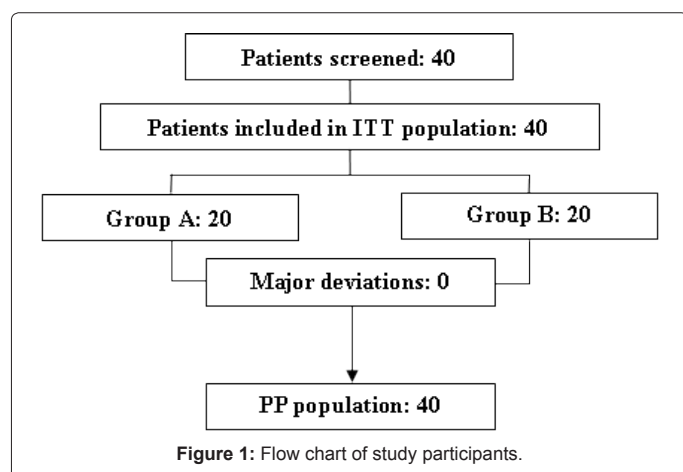 Patients screened: 40
Patients included in ITT population: 40
Group A: 20
Group B: 20
Major deviations: 0
PP population: 40
Figure 1: Flow chart of study participants.